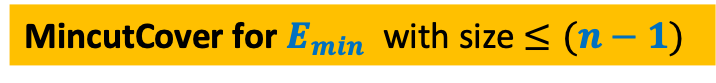 MincutCover for E_min with size ≤ (n − 1)